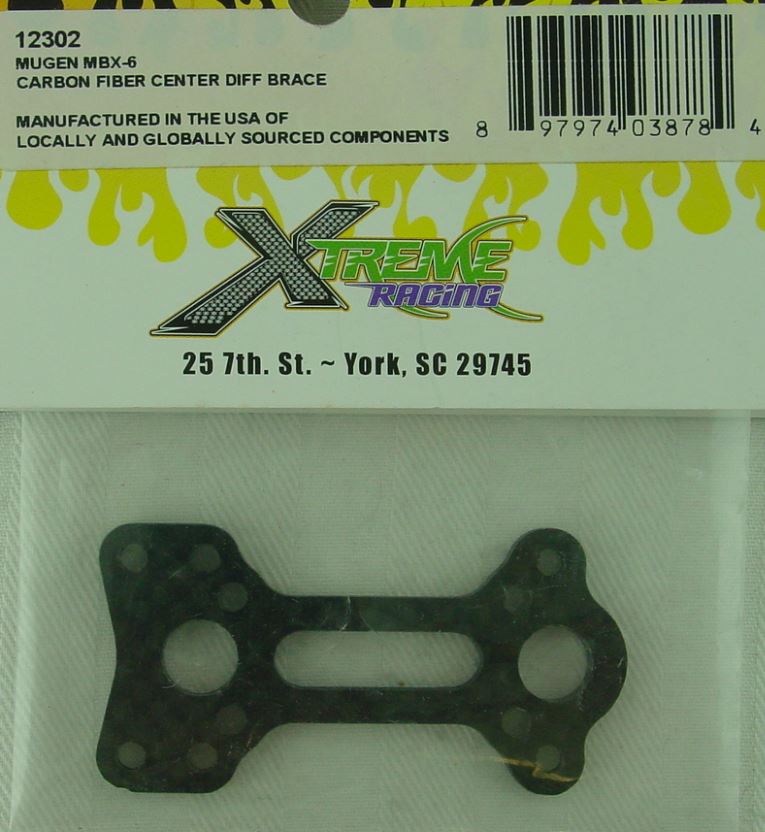 12302
MUGEN MBX-6
CARBON FIBER CENTER DIFF BRACE
MANUFACTURED IN THE USA OF
LOCALLY AND GLOBALLY SOURCED COMPONENTS
8 97974 03878 4
XTREME
RACING
25 7th. St. ~ York, SC 29745